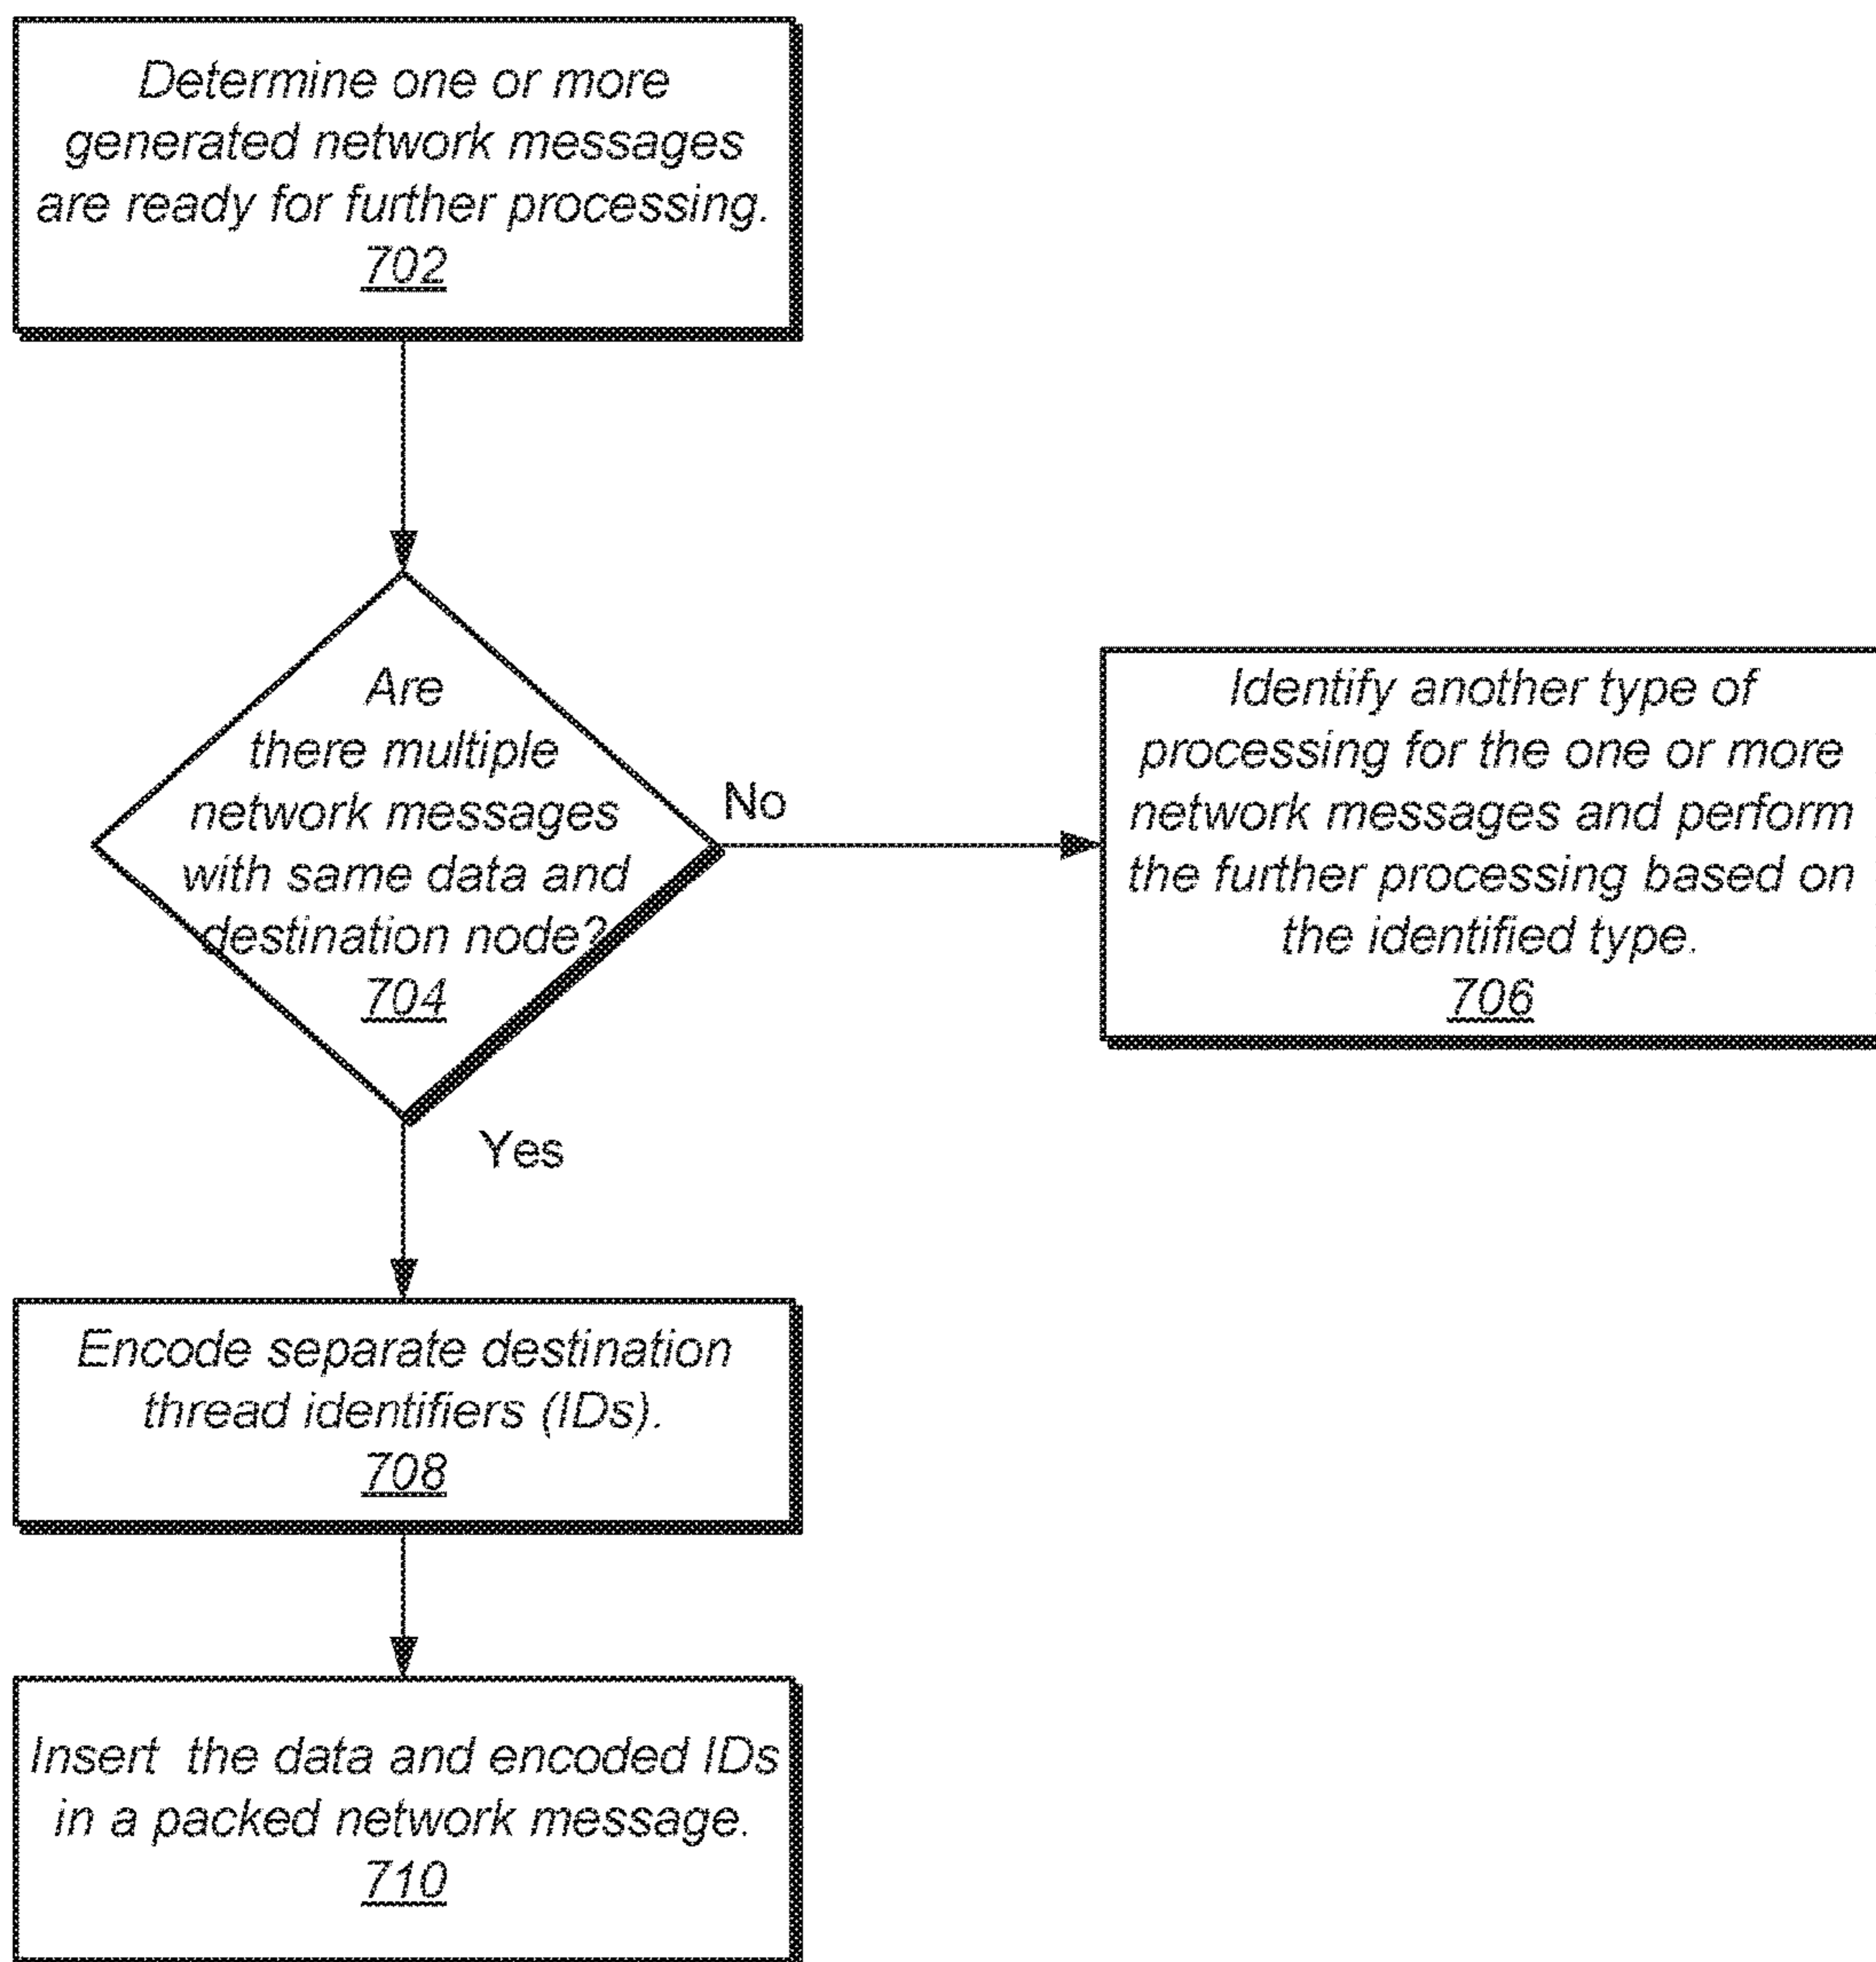 Determine one or more
generated network messages
are ready for further processing.
702
Are
there multiple
network messages
with same data and
destination node?
704
No
Identify another type of
processing for the one or more
network messages and perform
the further processing based on
the identified type.
706
Yes
Encode separate destination
thread identifiers (IDs).
708
Insert the data and encoded IDs
in a packed network message.
710